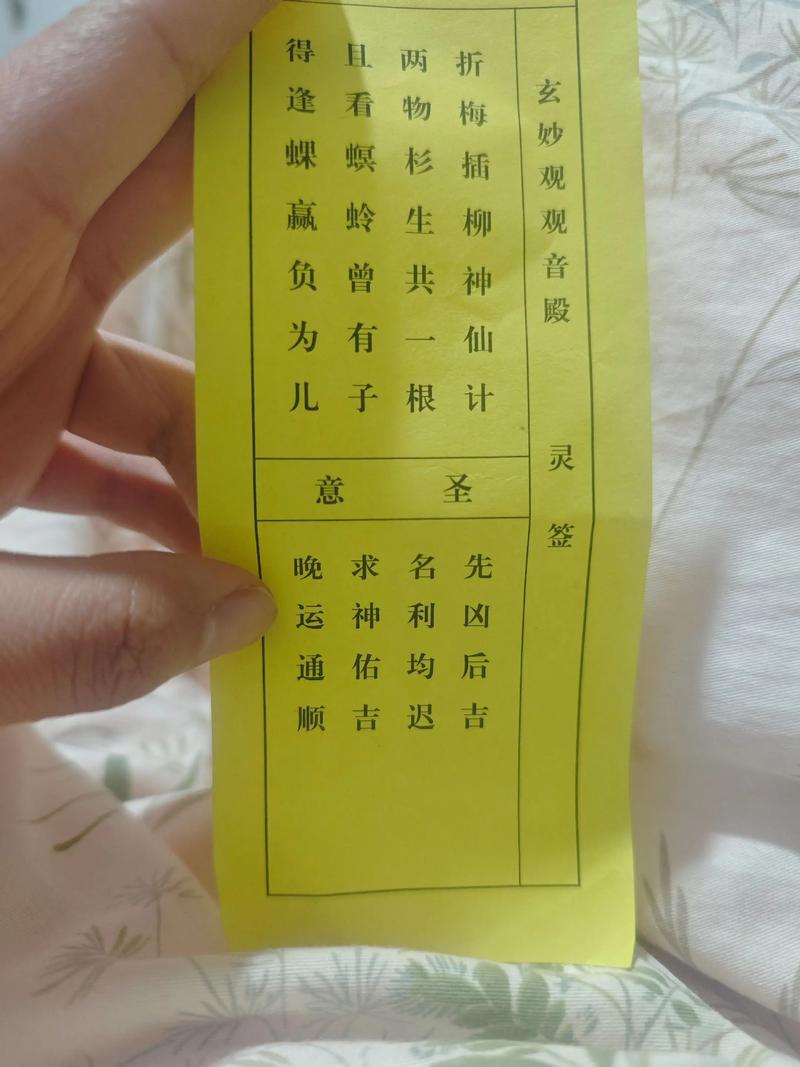 玄妙观观音殿 灵签
折梅插柳神仙计
两物杉生共一根
且看螟蛉曾有子
得逢蜾赢负为儿
圣意
先凶后吉
名利均迟
求神佑吉
晚运通顺